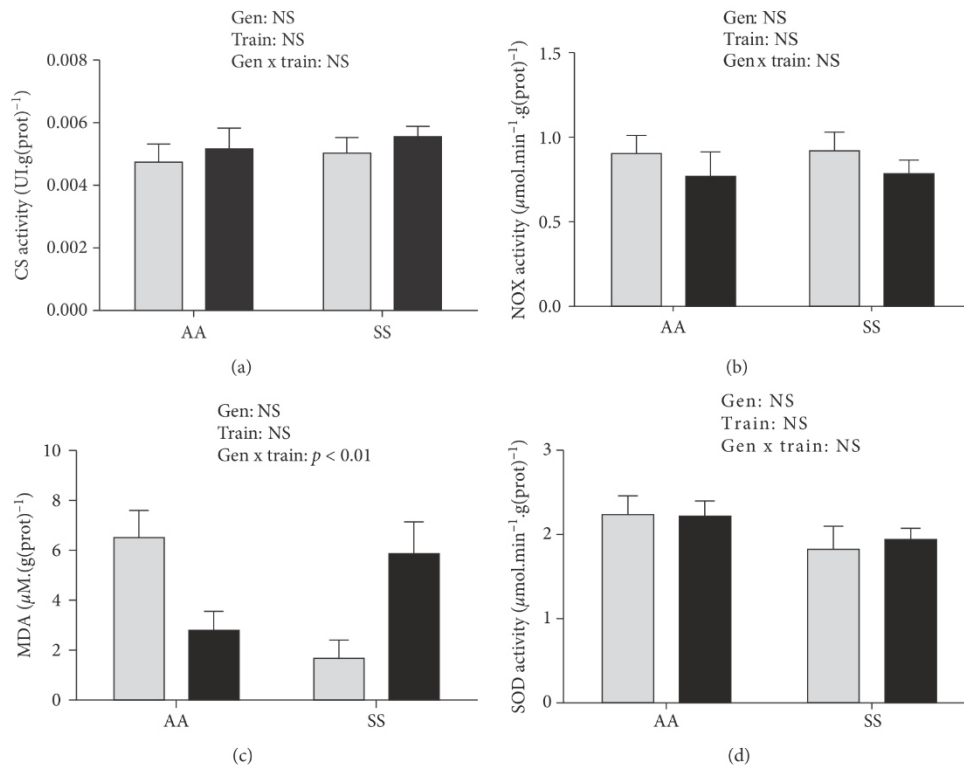 Gen: NS
Train: NS
Gen x train: NS
CS activity (UI.g(prot)⁻¹)
0.008
0.006
0.004
0.002
0.000
AA
SS
(a)
Gen: NS
Train: NS
Gen x train: NS
NOX activity (µmol.min⁻¹.g(prot)⁻¹)
1.5
1.0
0.5
0.0
AA
SS
(b)
Gen: NS
Train: NS
Gen x train: p < 0.01
MDA (µM.(g(prot)⁻¹)
10
8
6
4
2
0
AA
SS
(c)
Gen: NS
Train: NS
Gen x train: NS
SOD activity (µmol.min⁻¹.g(prot)⁻¹)
3
2
1
0
AA
SS
(d)